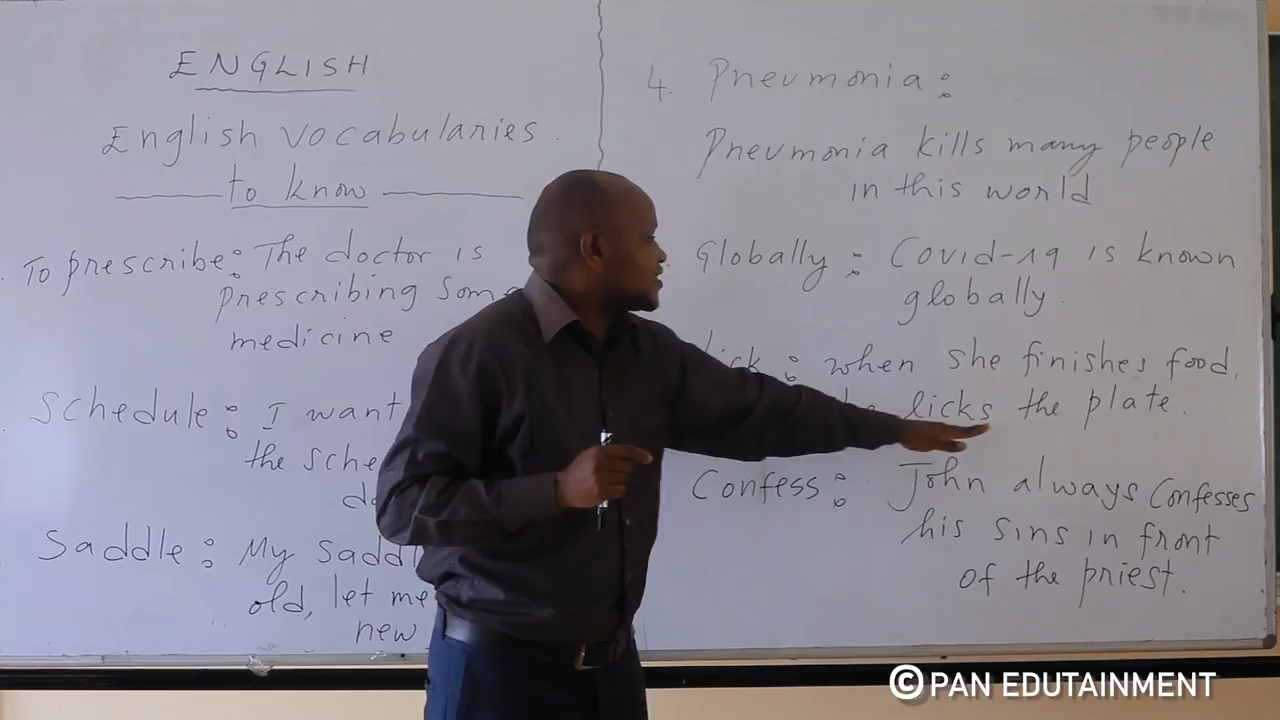 ENGLISH
English vocabularies.
to know
To prescribe: The doctor is
prescribing some
medicine
Schedule: I want
the
Saddle: My
old, let me
new
4. Pneumonia:
Pneumonia kills many people
in this world
Globally: Covid-19 is known
globally.
when she finishes food,
licks the plate.
Confess: John always confesses
his sins in front
of the priest.
© PAN EDUTAINMENT